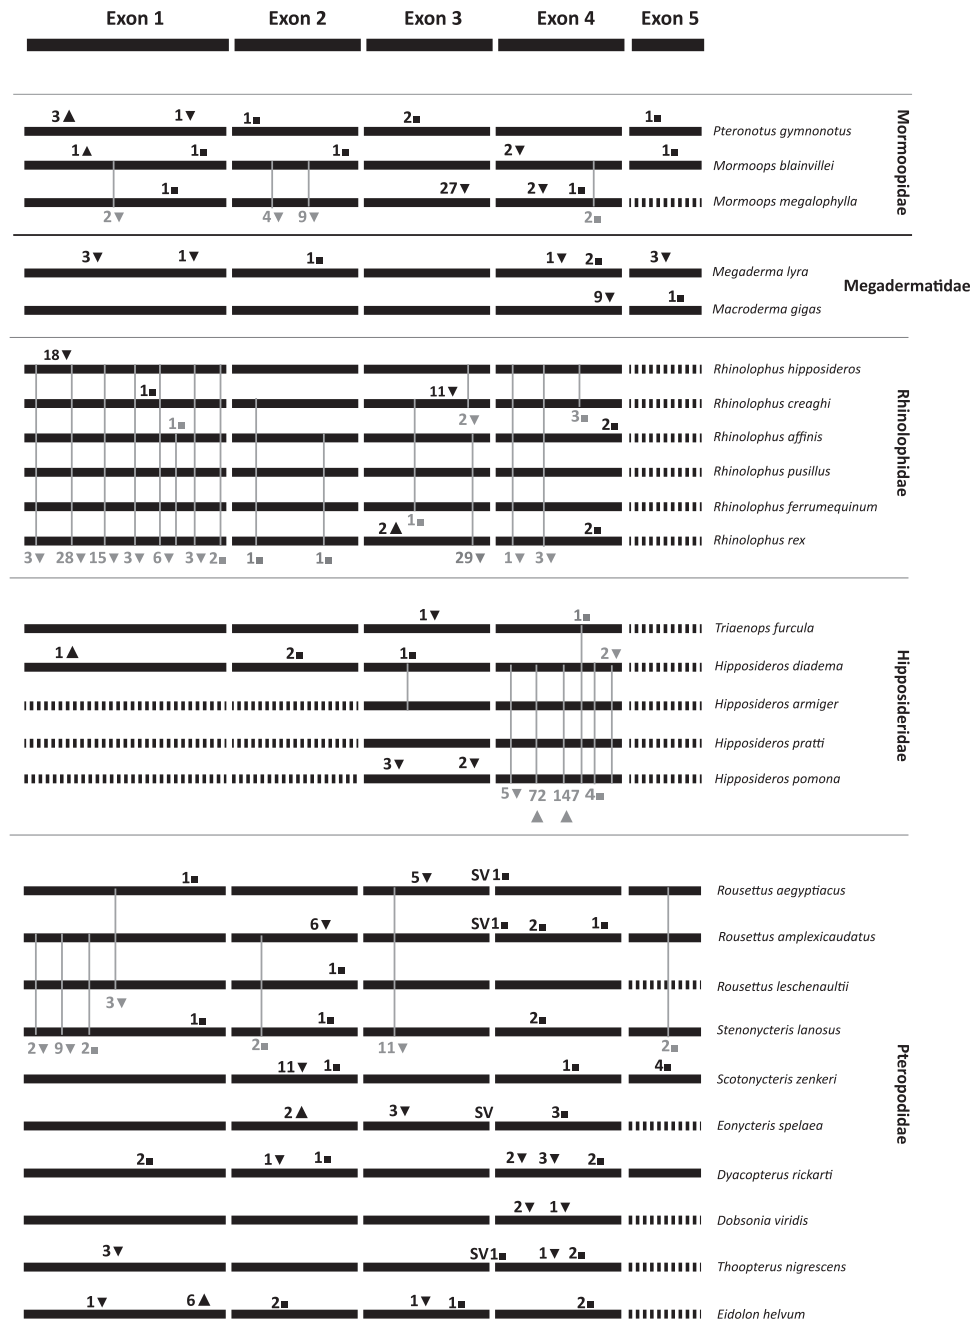 Exon 1 Exon 2 Exon 3 Exon 4 Exon 5
Mormoopidae
3▲ 1▼ 1■ 2■ 1■
Pteronotus gymnonotus
1▲ 1■ 1■ 2▼ 1■
Mormoops blainvillei
1■ 27▼ 2▼ 1■
Mormoops megalophylla
2▼ 4▼ 9▼ 2■
3▼ 1▼ 1■ 1▼ 2■ 3▼
Megaderma lyra
Megadermatidae
9▼ 1■
Macroderma gigas
Rhinolophidae
18▼
Rhinolophus hipposideros
1■ 11▼
Rhinolophus creaghi
1■ 2▼ 3■ 2■
Rhinolophus affinis
Rhinolophus pusillus
Rhinolophus ferrumequinum
2▲ 1■ 2■
Rhinolophus rex
3▼ 28▼ 15▼ 3▼ 6▼ 3▼ 2■ 1■ 1■ 29▼ 1▼ 3▼
Hipposideridae
1▼ 1■
Triaenops furcula
1▲ 2■ 1■ 2▼
Hipposideros diadema
Hipposideros armiger
Hipposideros pratti
3▼ 2▼
Hipposideros pomona
5▼ 72▲ 147▲ 4■
Pteropodidae
1■ 5▼ SV1■
Rousettus aegyptiacus
6▼ SV1■ 2■ 1■
Rousettus amplexicaudatus
1■
Rousettus leschenaultii
3▼
1■ 1■ 2■
Stenonycteris lanosus
2▼ 9▼ 2■ 2■ 11▼ 2■
11▼ 1■ 1■ 4■
Scotonycteris zenkeri
2▲ 3▼ SV 3■
Eonycteris spelaea
2■ 1▼ 1■ 2▼ 3▼ 2■
Dyacopterus rickarti
2▼ 1▼
Dobsonia viridis
3▼ SV1■ 1▼ 2■
Thoopterus nigrescens
1▼ 6▲ 2■ 1▼ 1■ 2■
Eidolon helvum